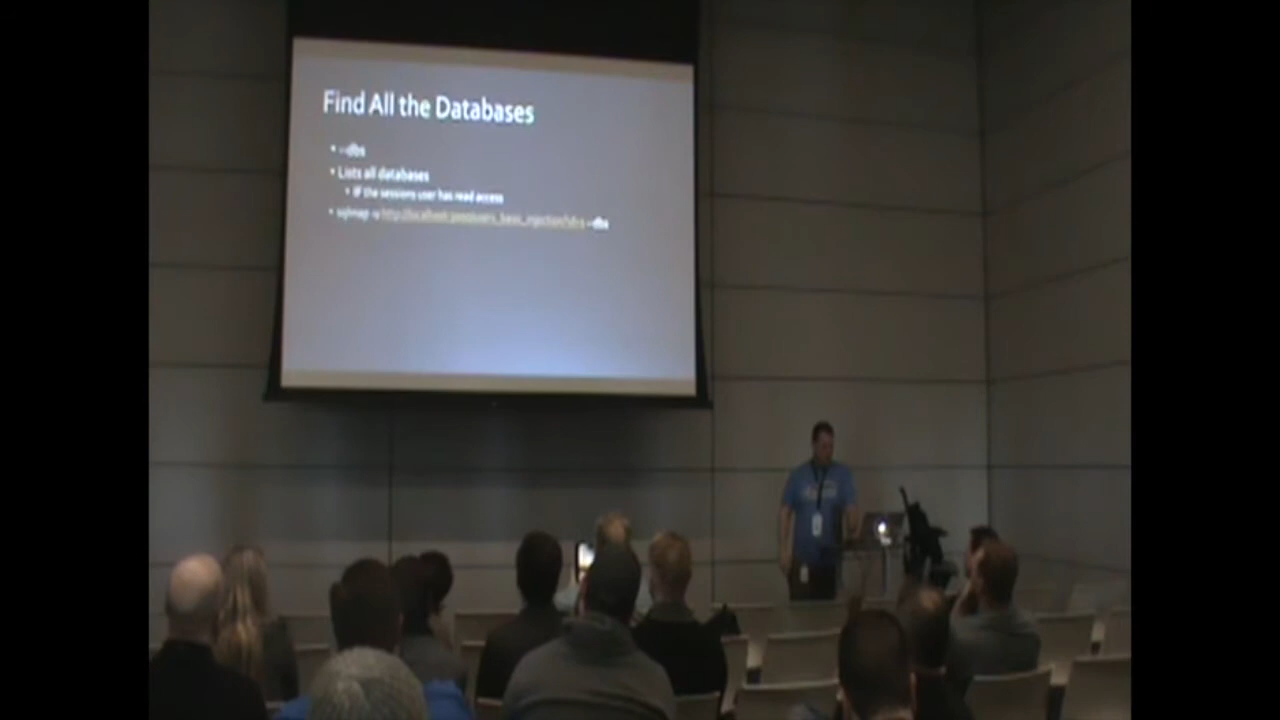 Find All the Databases
--dbs
Lists all databases
IF the sessions user has read access
sqlmap -u --dbs